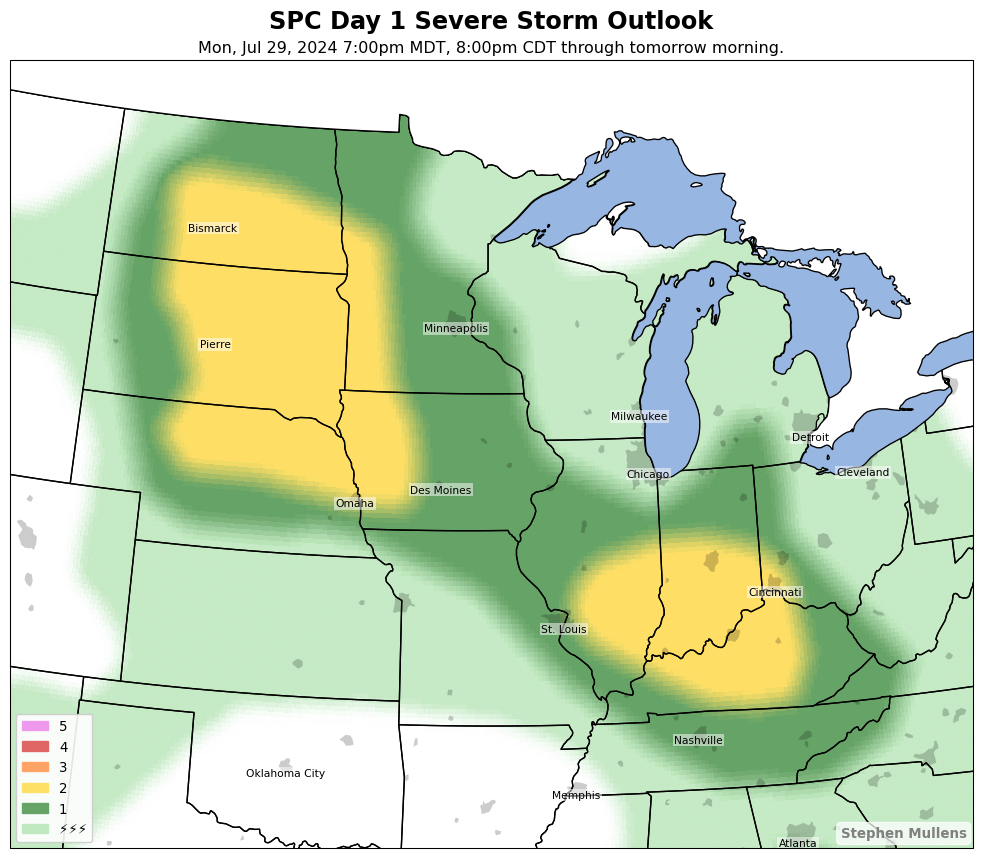 SPC Day 1 Severe Storm Outlook
Mon, Jul 29, 2024 7:00pm MDT, 8:00pm CDT through tomorrow morning.
Bismarck
Minneapolis
Pierre
Milwaukee
Detroit
Chicago
Cleveland
Des Moines
Omaha
Cincinnati
St. Louis
Nashville
Oklahoma City
Memphis
Atlanta
5
4
3
2
1
⚡⚡⚡
Stephen Mullens